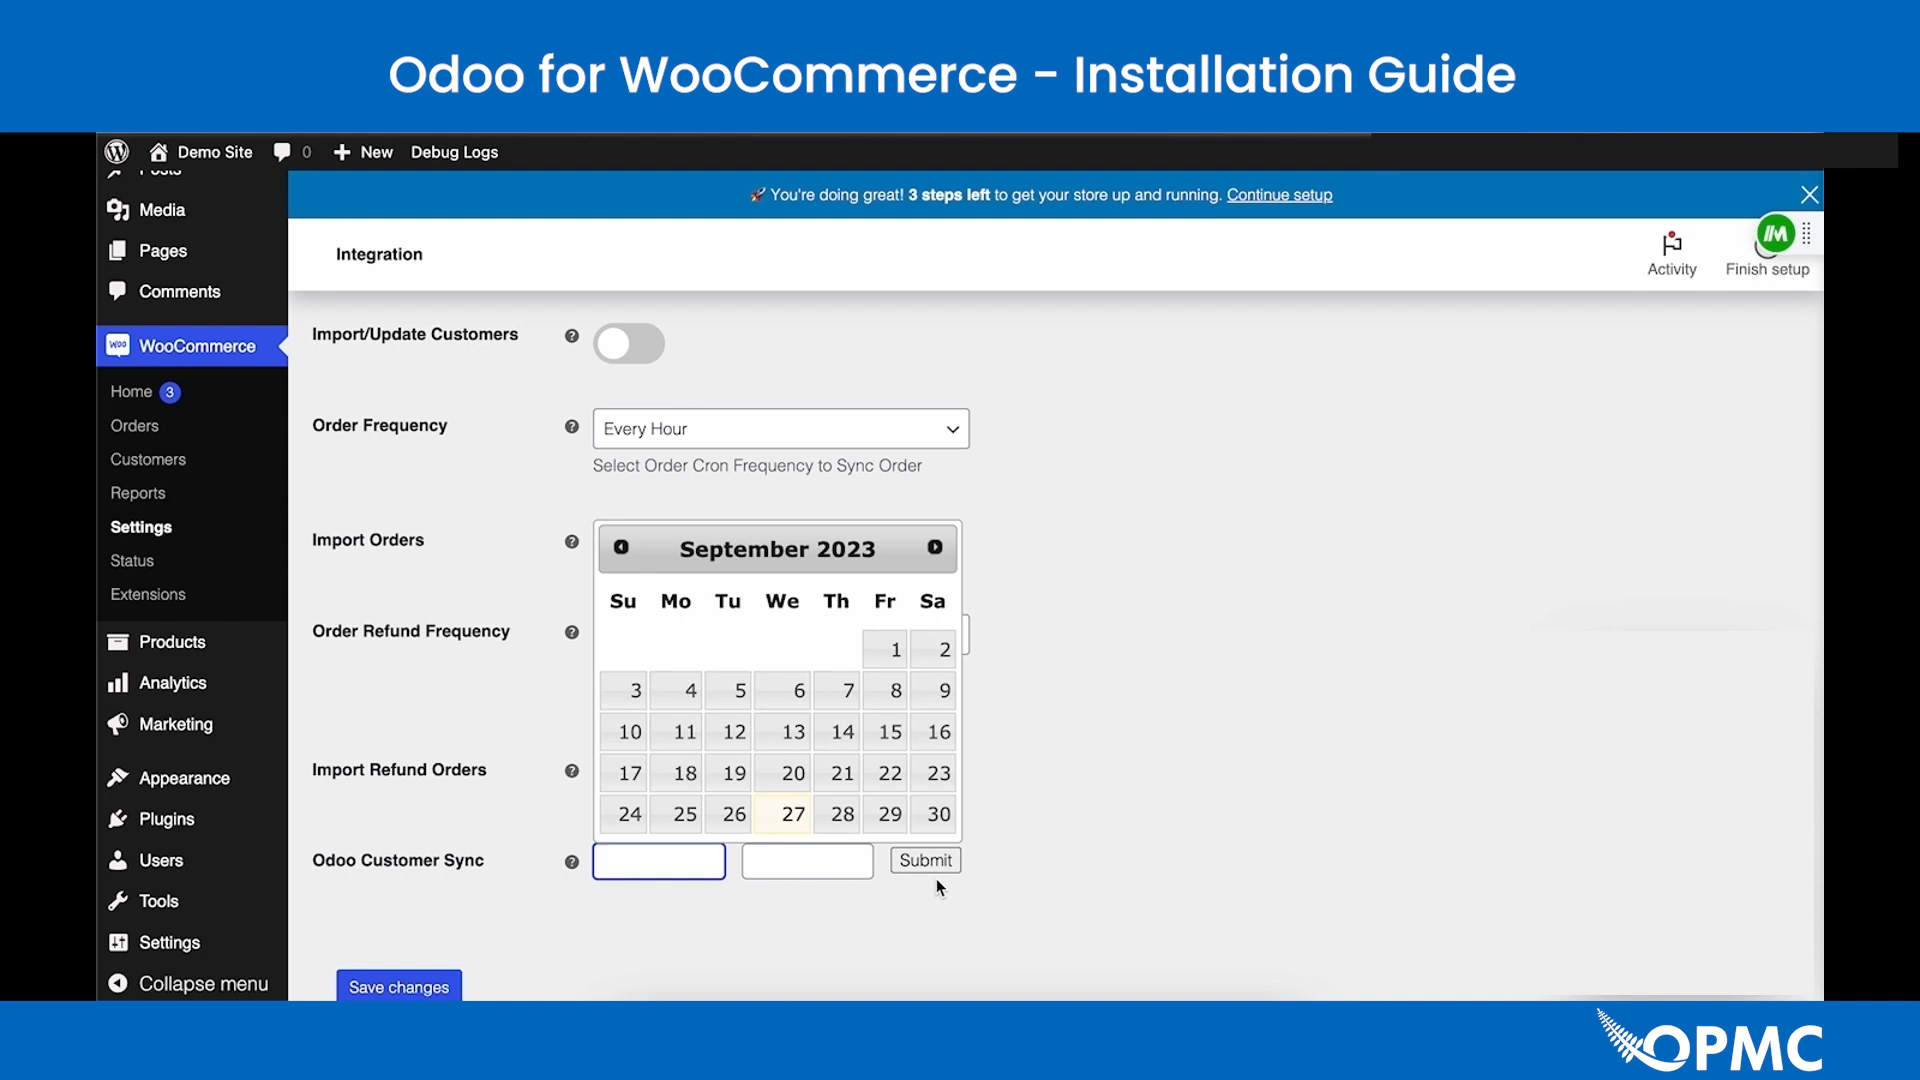 Odoo for WooCommerce - Installation Guide
Demo Site 0 New Debug Logs
Posts
Media
Pages
Comments
WooCommerce
Home 3
Orders
Customers
Reports
Settings
Status
Extensions
Products
Analytics
Marketing
Appearance
Plugins
Users
Tools
Settings
Collapse menu
You're doing great! 3 steps left to get your store up and running. Continue setup
Integration
Activity
Finish setup
Import/Update Customers
Order Frequency
Every Hour
Select Order Cron Frequency to Sync Order
Import Orders
September 2023
Su Mo Tu We Th Fr Sa
1 2
3 4 5 6 7 8 9
10 11 12 13 14 15 16
17 18 19 20 21 22 23
24 25 26 27 28 29 30
Order Refund Frequency
Import Refund Orders
Odoo Customer Sync
Submit
Save changes
OPMC